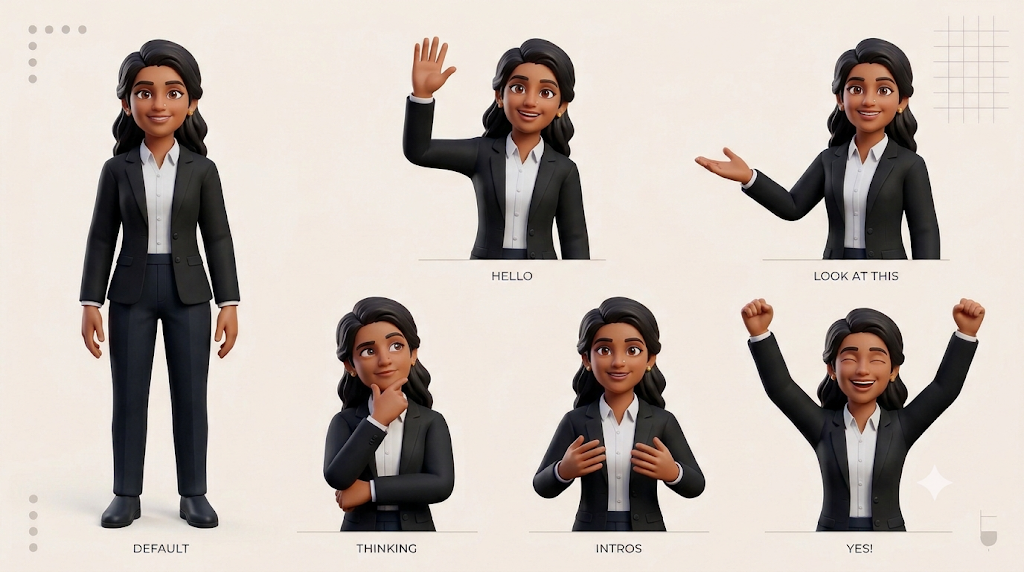 HELLO
LOOK AT THIS
DEFAULT
THINKING
INTROS
YES!